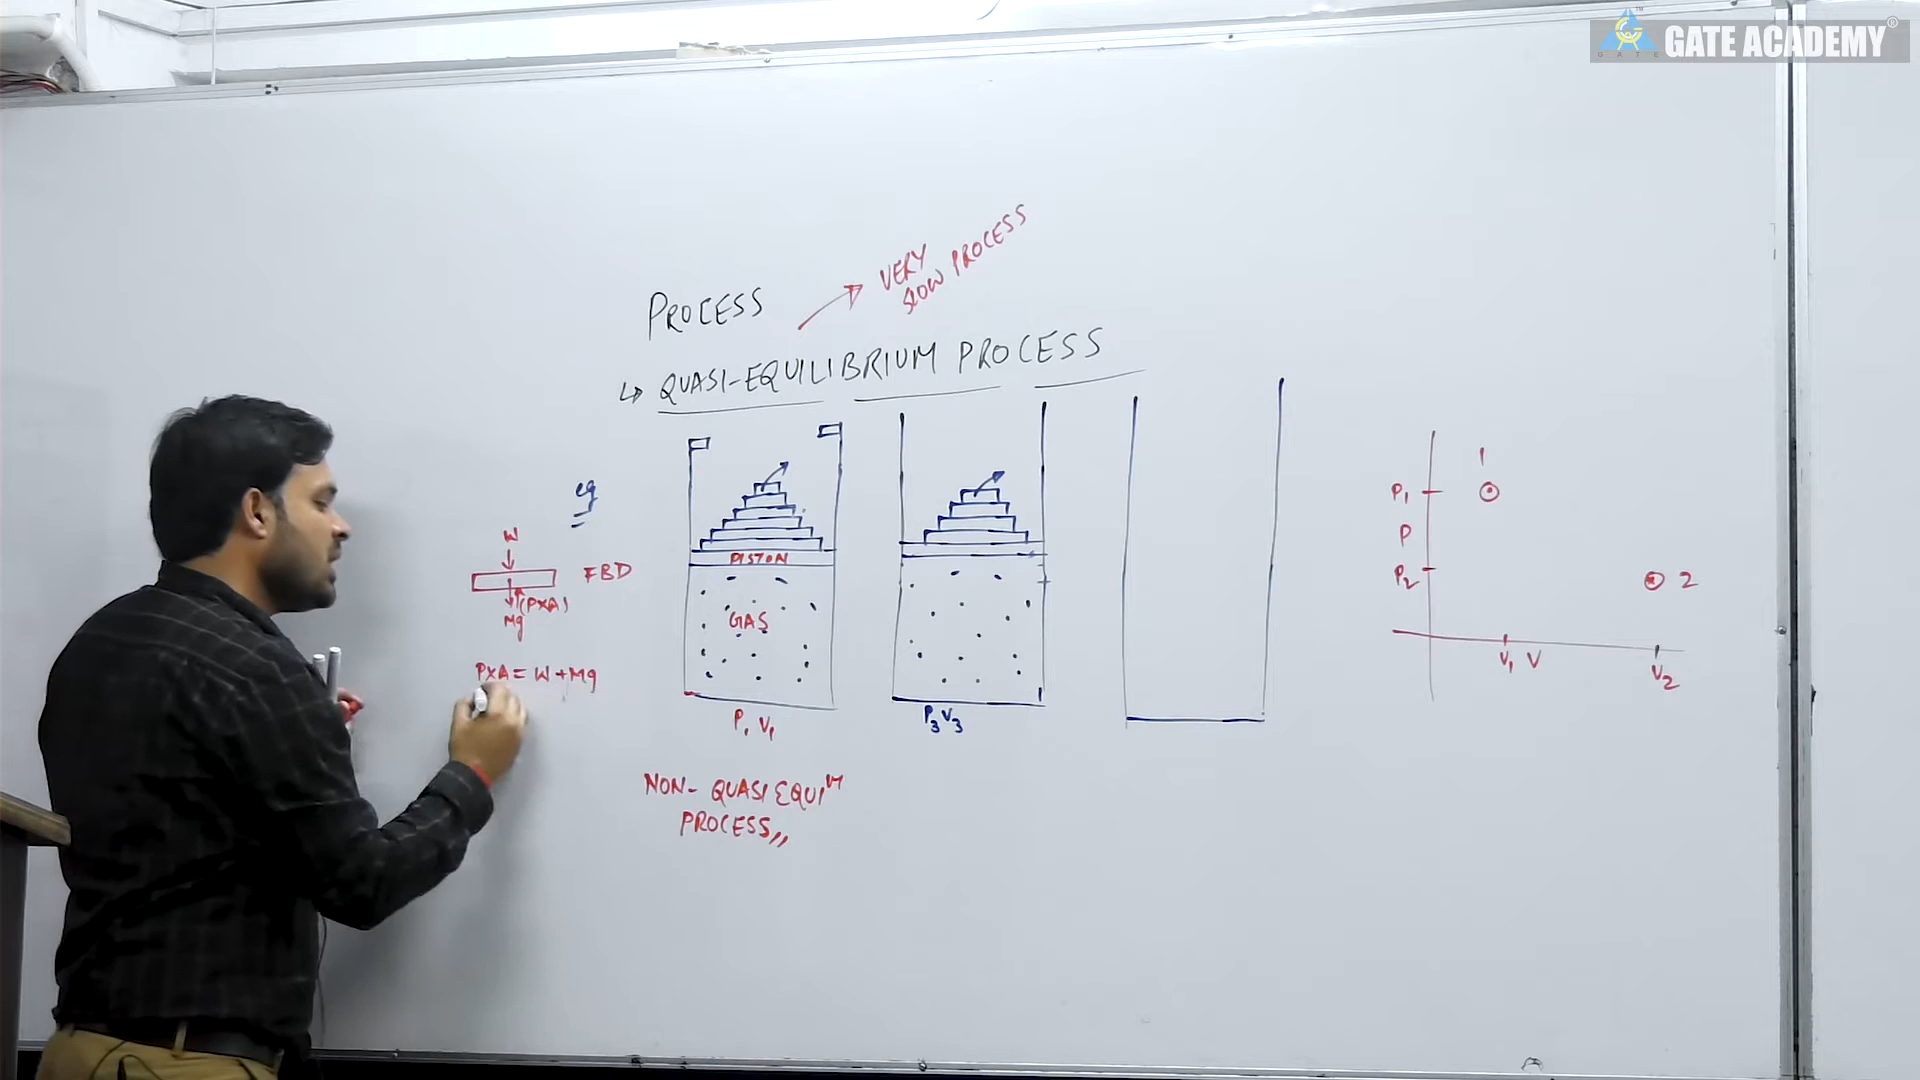 GATE ACADEMY®
GATE
VERY
SLOW PROCESS
PROCESS
↳ QUASI-EQUILIBRIUM PROCESS
eg
W
FBD
(PXA)
Mg
PXA = W + Mg
PISTON
GAS
P1 V1
P3 V3
NON- QUASI EQUIᵐ
PROCESS,,
1
P1
P
P2
2
V1 V
V2